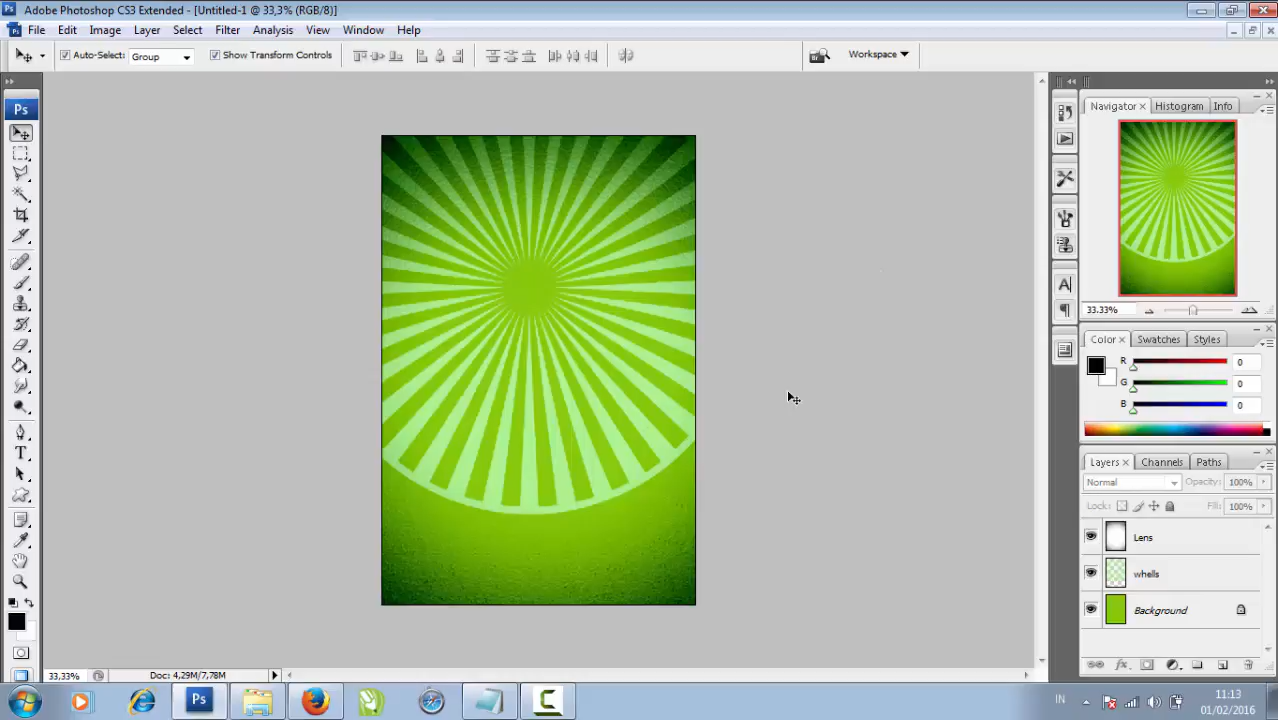 Adobe Photoshop CS3 Extended - [Untitled-1 @ 33,3% (RGB/8)]
File Edit Image Layer Select Filter Analysis View Window Help
Auto-Select: Group Show Transform Controls Workspace
Ps
Navigator Histogram Info
33.33%
Color Swatches Styles
R 0
G 0
B 0
Layers Channels Paths
Normal Opacity: 100%
Lock: Fill: 100%
Lens
whells
Background
A
T
33,33% Doc: 4,29M/7,78M
Ps C IN 11:13
01/02/2016